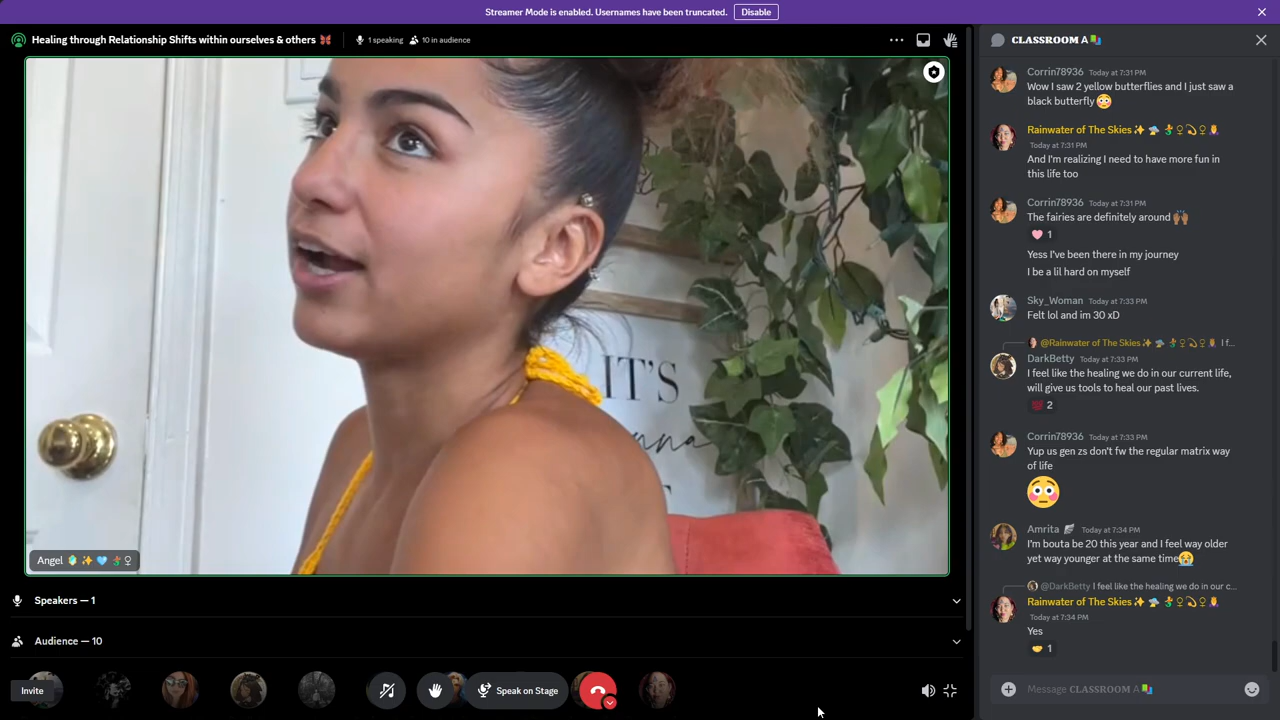 Streamer Mode is enabled. Usernames have been truncated.
Disable
Healing through Relationship Shifts within ourselves & others 🦋
1 speaking
10 in audience
IT'S
Angel
Speakers — 1
Audience — 10
Invite
Speak on Stage
CLASSROOM A
Corrin78936 Today at 7:31 PM
Wow I saw 2 yellow butterflies and I just saw a
black butterfly😳
Rainwater of The Skies✨
Today at 7:31 PM
And I'm realizing I need to have more fun in
this life too
Corrin78936 Today at 7:31 PM
The fairies are definitely around 🙌🏾
1
Yess I've been there in my journey
I be a lil hard on myself
Sky_Woman Today at 7:33 PM
Felt lol and im 30 xD
@Rainwater of The Skies✨ I f...
DarkBetty Today at 7:33 PM
I feel like the healing we do in our current life,
will give us tools to heal our past lives.
💯 2
Corrin78936 Today at 7:33 PM
Yup us gen zs don't fw the regular matrix way
of life
😳
Amrita Today at 7:34 PM
I'm bouta be 20 this year and I feel way older
yet way younger at the same time😭
@DarkBetty I feel like the healing we do in our c...
Rainwater of The Skies✨
Today at 7:34 PM
Yes
1
Message CLASSROOM A